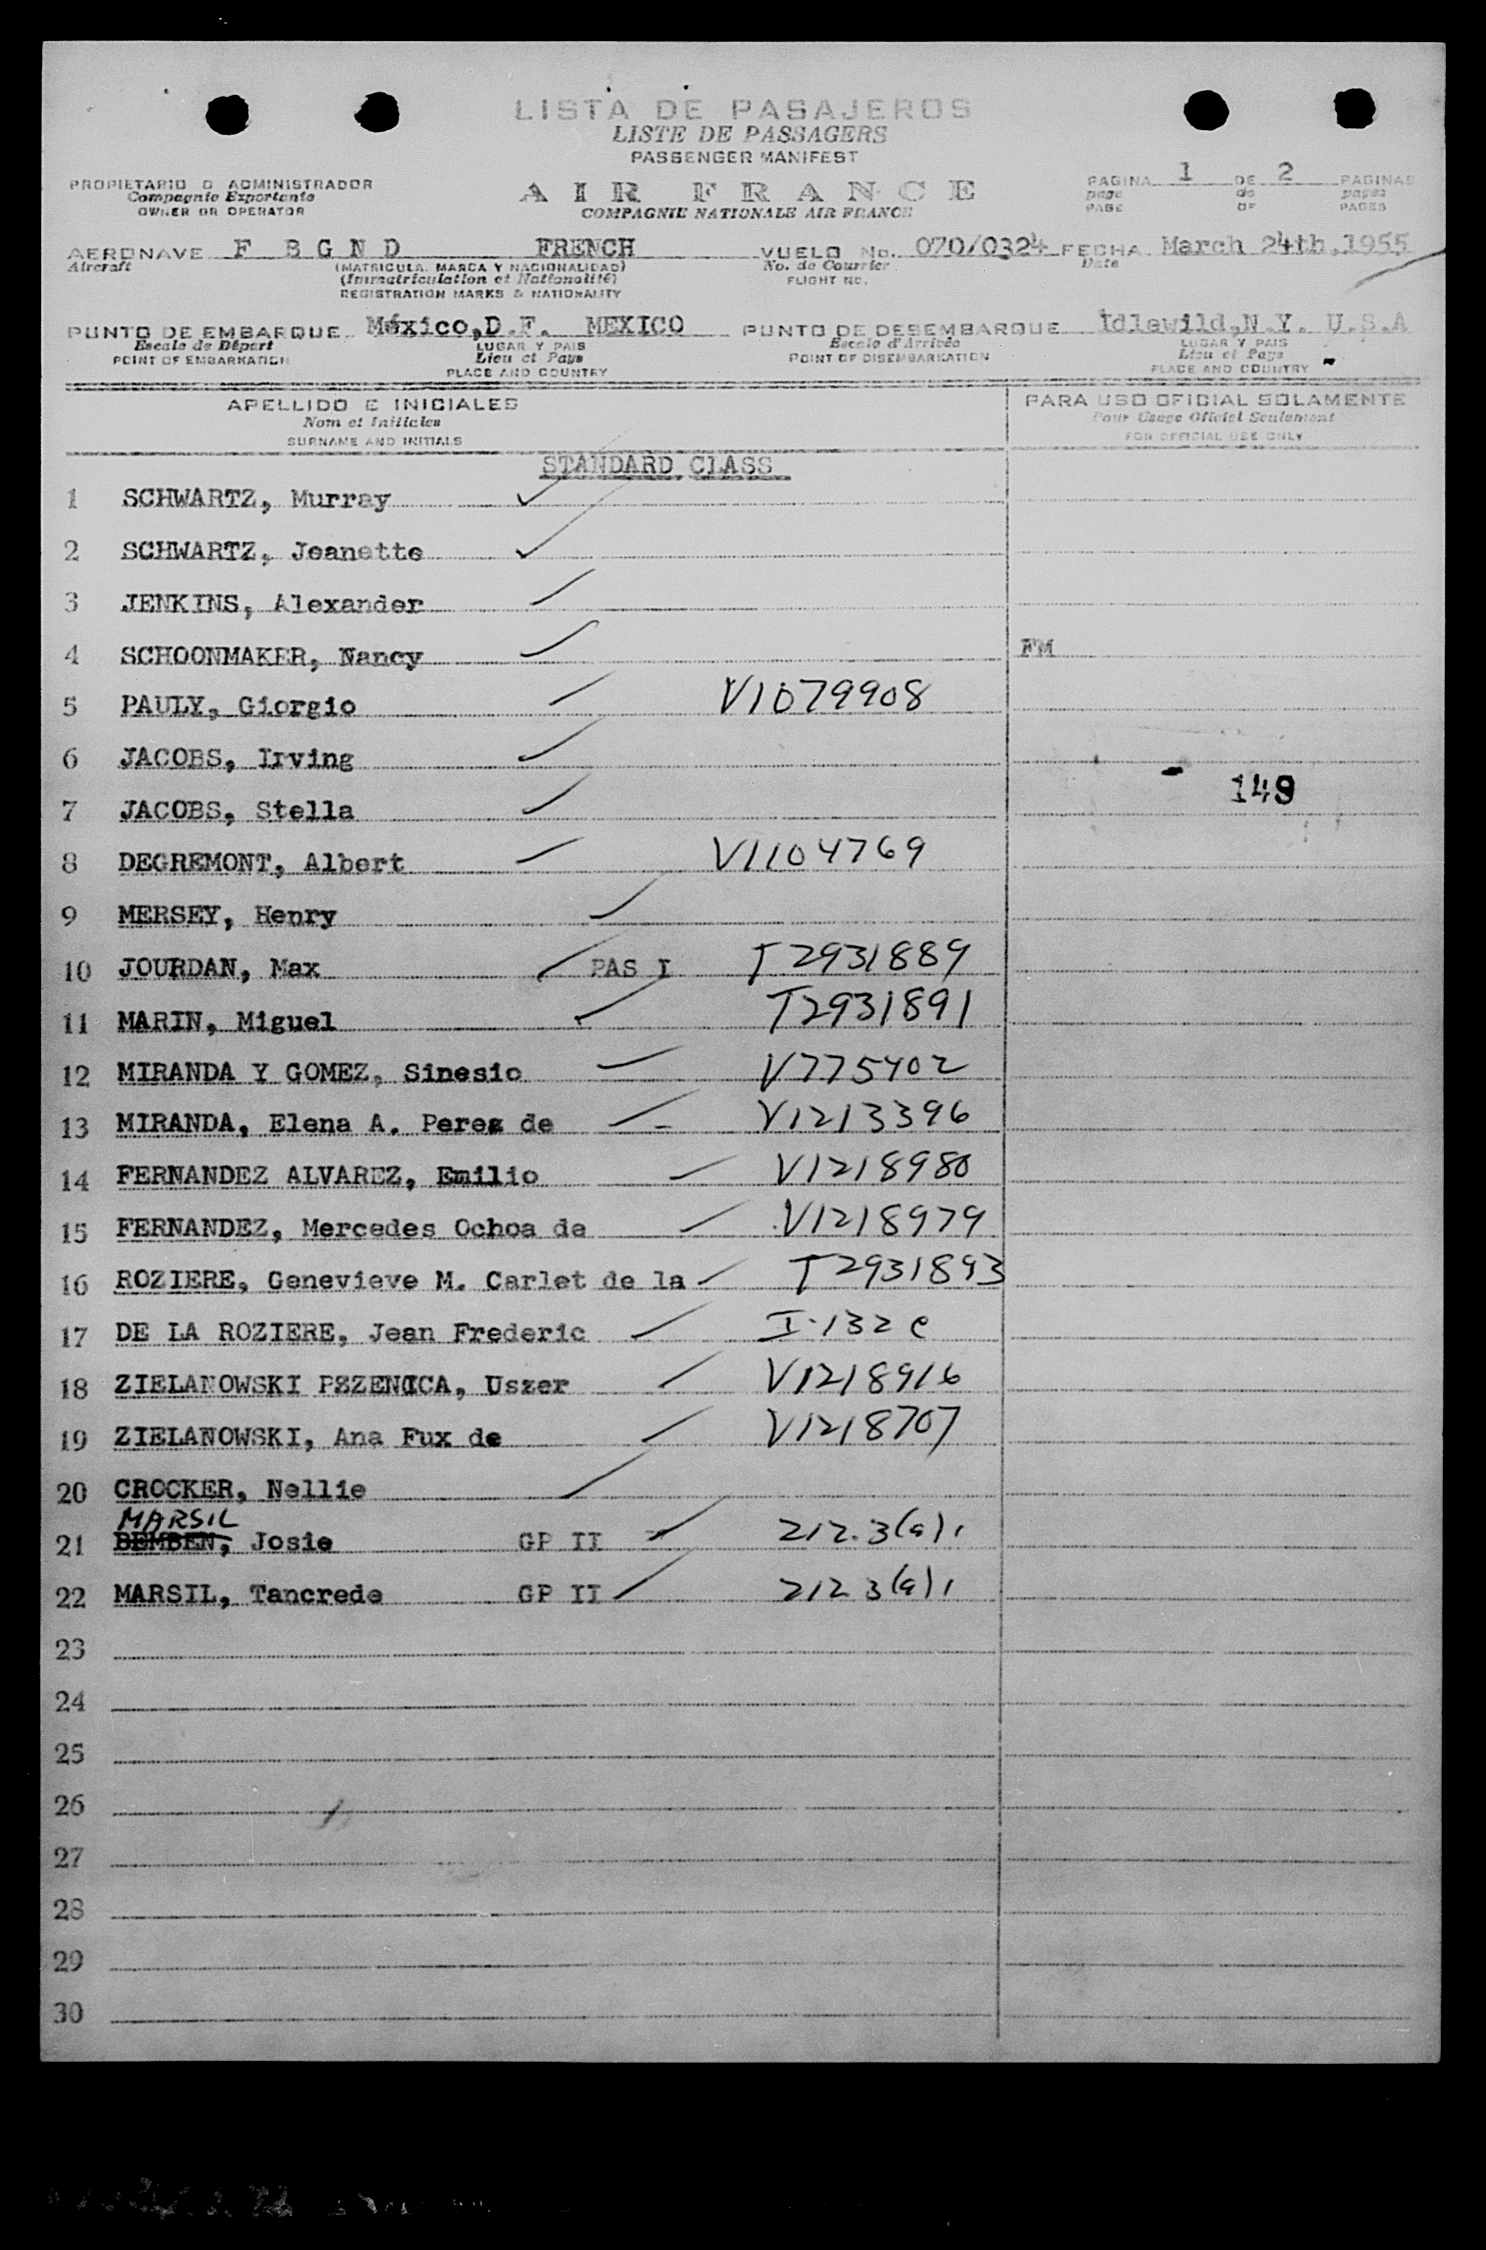 LISTA DE PASAJEROS
LISTE DE PASSAGERS
PASSENGER MANIFEST
PROPIETARIO O ADMINISTRADOR
Compagnie Exportante
OWNER OR OPERATOR
AIR FRANCE
COMPAGNIE NATIONALE AIR FRANCE
PAGINA 1 DE 2 PAGINAS
page de pages
PAGE OF PAGES
AERONAVE F B G N D FRENCH VUELO No. 070/0324 FECHA March 24th,1955
Aircraft (MATRICULA, MARCA Y NACIONALIDAD) No. de Courrier Date
(Immatriculation et Nationalité) FLIGHT NO.
REGISTRATION MARKS & NATIONALITY
PUNTO DE EMBARQUE México,D.F. MEXICO PUNTO DE DESEMBARQUE Idlewild,N.Y. U.S.A
Escale de Départ LUGAR Y PAIS Escale d'Arrivée LUGAR Y PAIS
POINT OF EMBARKATION Lieu et Pays POINT OF DISEMBARKATION Lieu et Pays
PLACE AND COUNTRY PLACE AND COUNTRY
APELLIDO E INICIALES PARA USO OFICIAL SOLAMENTE
Nom et Initiales Pour Usage Officiel Seulement
SURNAME AND INITIALS FOR OFFICIAL USE ONLY
STANDARD CLASS
1 SCHWARTZ, Murray
2 SCHWARTZ, Jeanette
3 JENKINS, Alexander
4 SCHOONMAKER, Nancy FM
5 PAULY, Giorgio V1079908
6 JACOBS, Irving
7 JACOBS, Stella 149
8 DEGREMONT, Albert V1104769
9 MERSEY, Henry
10 JOURDAN, Max PAS I T2931889
11 MARIN, Miguel T2931891
12 MIRANDA Y GOMEZ, Sinesio V775402
13 MIRANDA, Elena A. Perez de V1213396
14 FERNANDEZ ALVAREZ, Emilio V1218980
15 FERNANDEZ, Mercedes Ochoa de V1218979
16 ROZIERE, Genevieve M. Carlet de la T2931893
17 DE LA ROZIERE, Jean Frederic I-132 e
18 ZIELANOWSKI PSZENICA, Uszer V1218916
19 ZIELANOWSKI, Ana Fux de V1218707
20 CROCKER, Nellie
MARSIL
21 BEMBEN, Josie GP II 212.3(a)1
22 MARSIL, Tancrede GP II 212 3(a)1
23
24
25
26
27
28
29
30